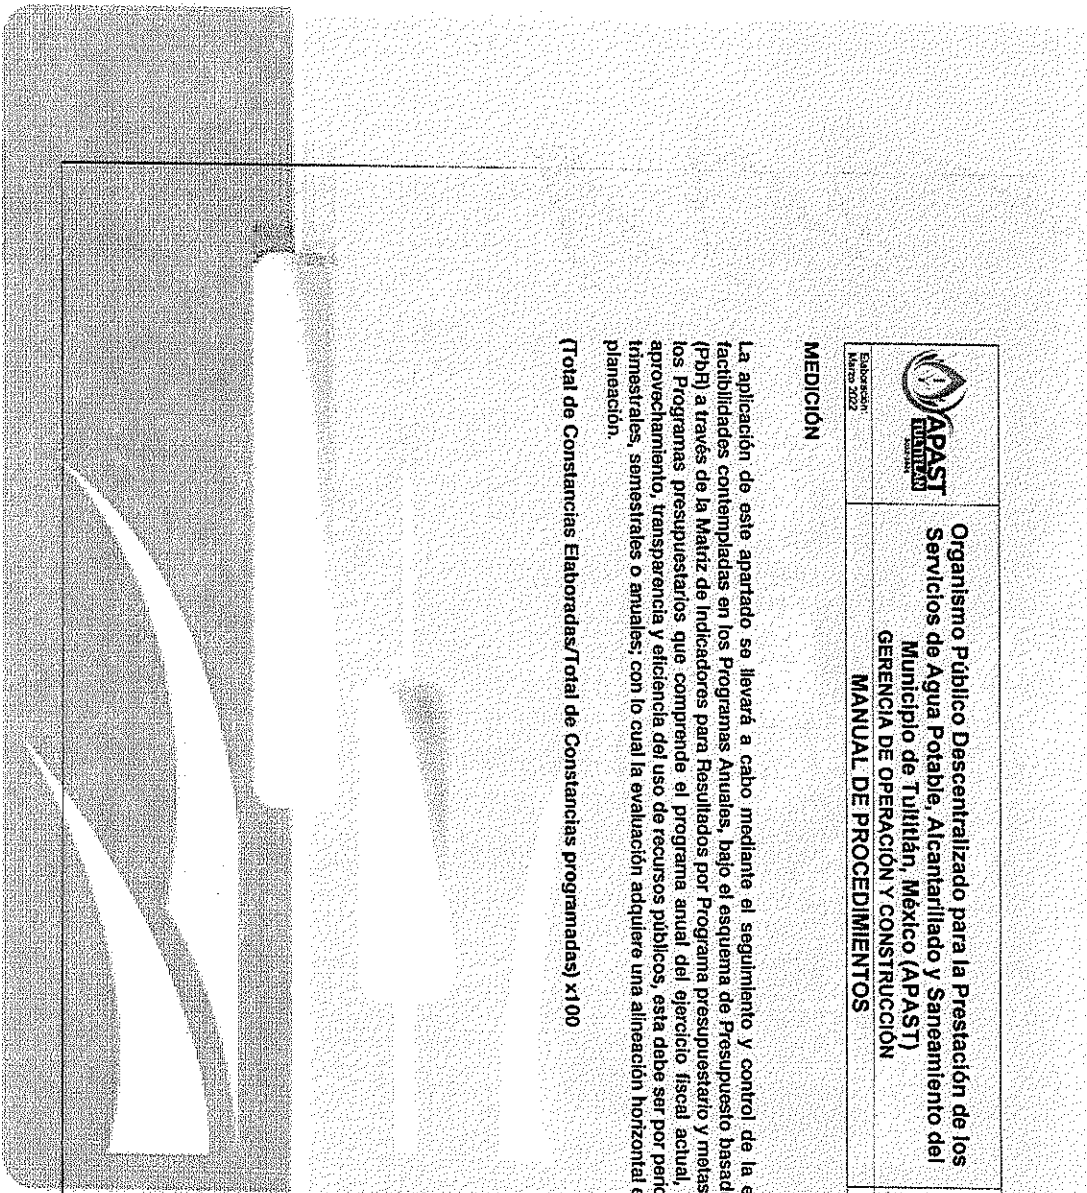 APAST
TULTITLÁN
Elaboración:
Marzo 2022
Organismo Público Descentralizado para la Prestación de los
Servicios de Agua Potable, Alcantarillado y Saneamiento del
Municipio de Tultitlán, México (APAST)
GERENCIA DE OPERACIÓN Y CONSTRUCCIÓN
MANUAL DE PROCEDIMIENTOS
MEDICIÓN
La aplicación de este apartado se llevará a cabo mediante el seguimiento y control de la e
factibilidades contempladas en los Programas Anuales, bajo el esquema de Presupuesto basad
(PbR) a través de la Matriz de Indicadores para Resultados por Programa presupuestario y metas
los Programas presupuestarios que comprende el programa anual del ejercicio fiscal actual,
aprovechamiento, transparencia y eficiencia del uso de recursos públicos, esta debe ser por perio
trimestrales, semestrales o anuales; con lo cual la evaluación adquiere una alineación horizontal e
planeación.
(Total de Constancias Elaboradas/Total de Constancias programadas) x100